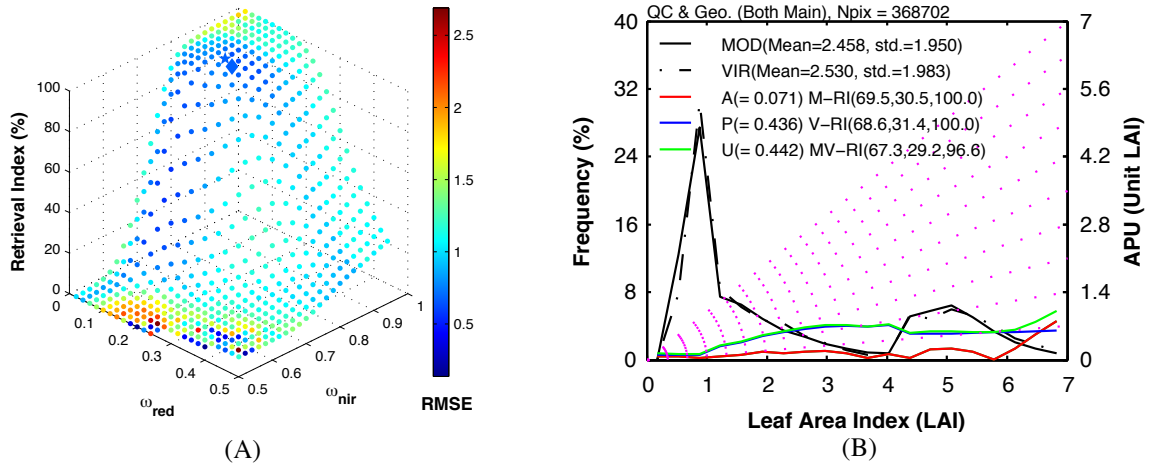 (A)
Retrieval Index (%)
100
80
60
40
20
0
0
0.1
0.2
0.3
0.4
0.5
ω_red
0.5
0.6
0.7
0.8
0.9
1
ω_nir
2.5
2
1.5
1
0.5
RMSE
(A)
(B)
QC & Geo. (Both Main), Npix = 368702
MOD(Mean=2.458, std.=1.950)
VIR(Mean=2.530, std.=1.983)
A(= 0.071) M−RI(69.5,30.5,100.0)
P(= 0.436) V−RI(68.6,31.4,100.0)
U(= 0.442) MV−RI(67.3,29.2,96.6)
Frequency (%)
40
32
24
16
8
0
APU (Unit LAI)
7
5.6
4.2
2.8
1.4
0
0 1 2 3 4 5 6 7
Leaf Area Index (LAI)
(B)